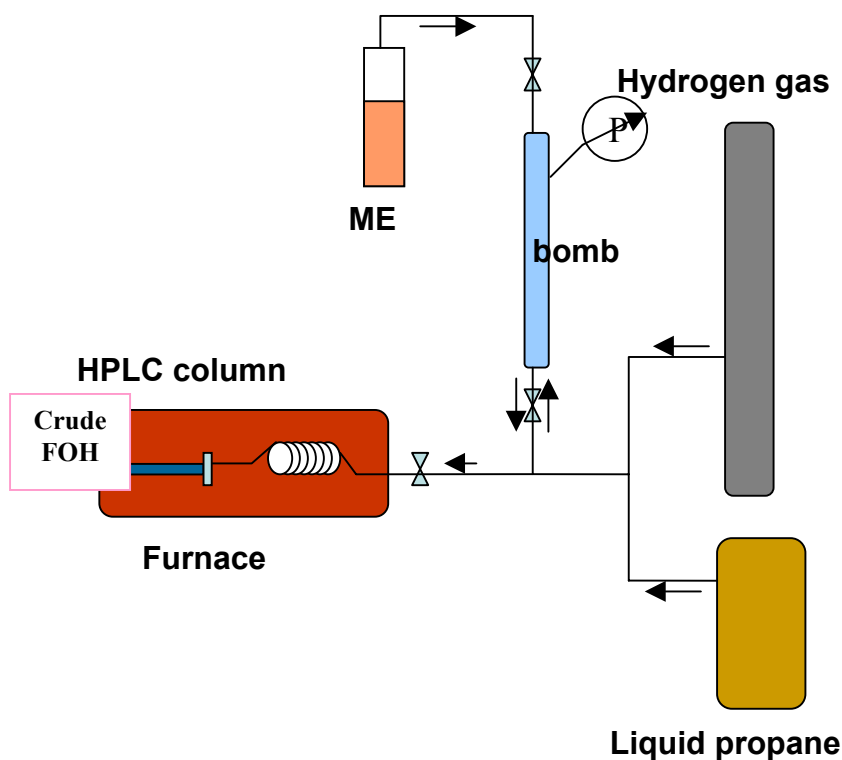 Hydrogen gas
P
ME
bomb
HPLC column
Crude
FOH
Furnace
Liquid propane